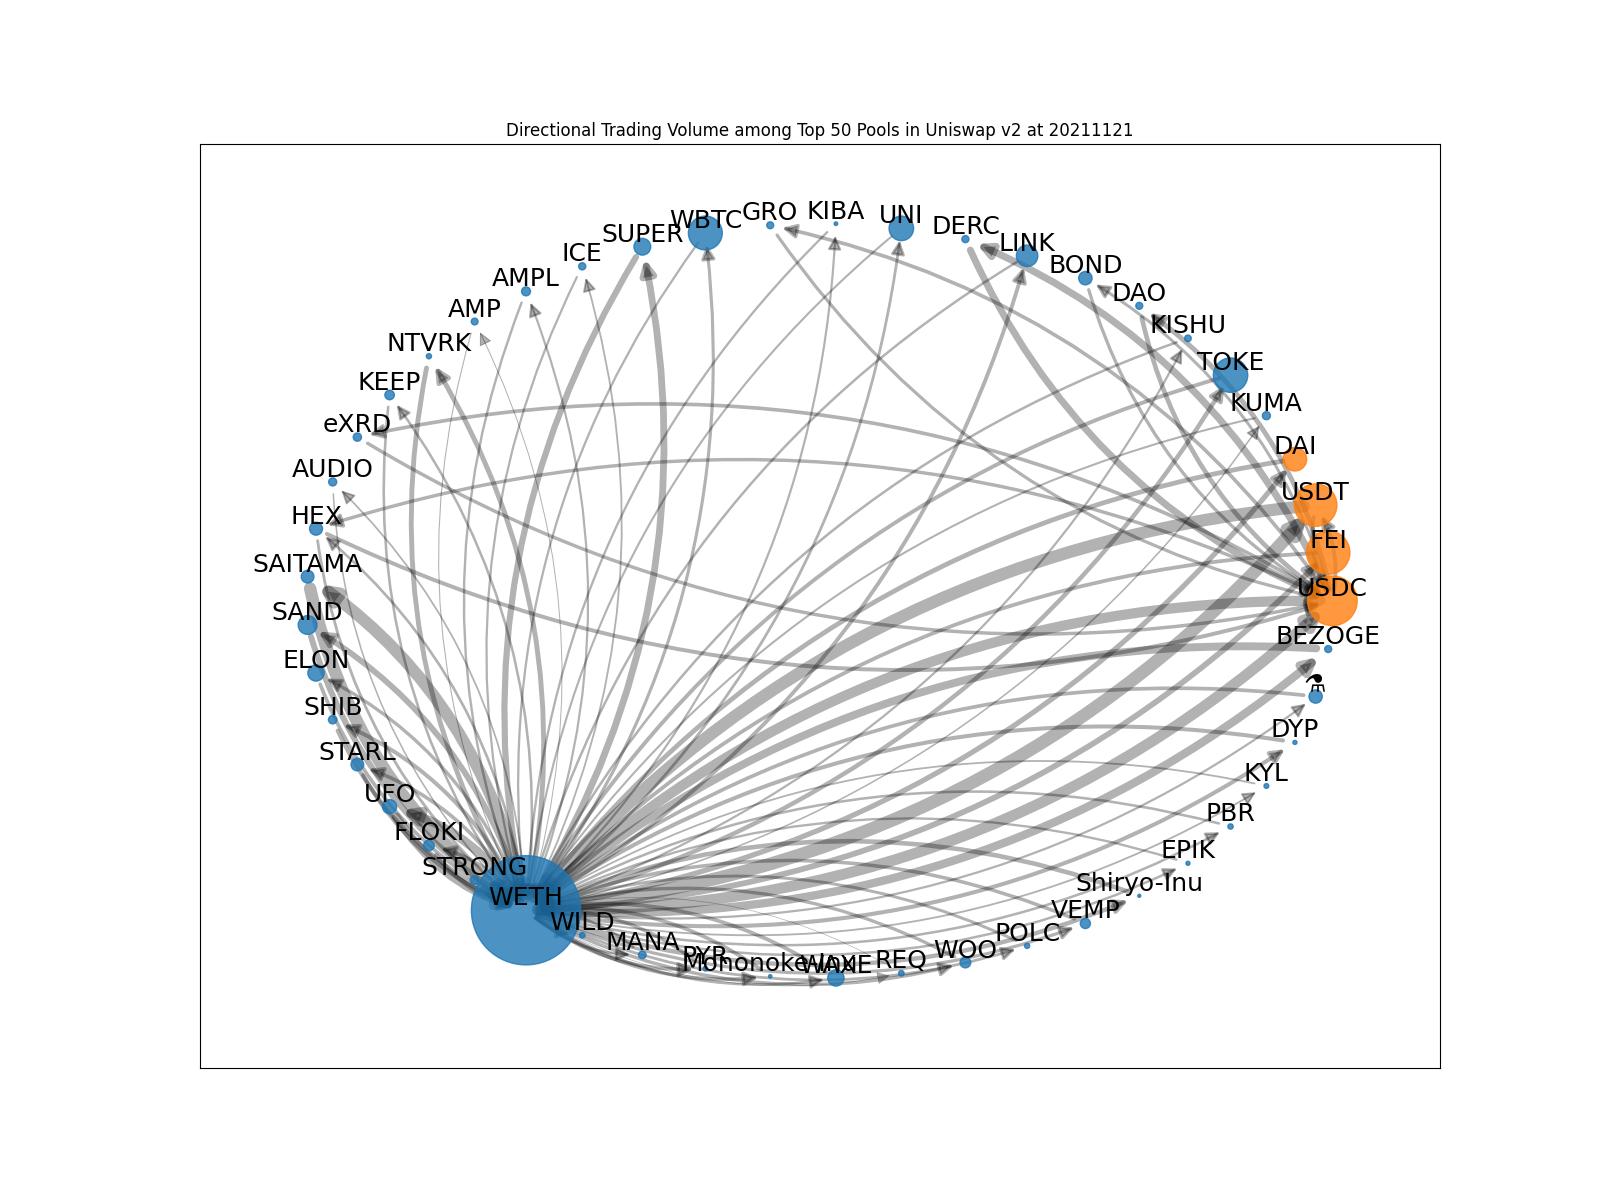 Directional Trading Volume among Top 50 Pools in Uniswap v2 at 20211121
GRO
KIBA
UNI
WBTC
DERC
SUPER
LINK
ICE
BOND
AMPL
DAO
AMP
KISHU
NTVRK
TOKE
KEEP
KUMA
eXRD
DAI
AUDIO
USDT
HEX
FEI
SAITAMA
USDC
SAND
BEZOGE
ELON
⚗
SHIB
DYP
STARL
KYL
UFO
PBR
FLOKI
EPIK
STRONG
Shiryo-Inu
WETH
VEMP
WILD
POLC
MANA
WOO
PYR
REQ
Mononoke-Inu